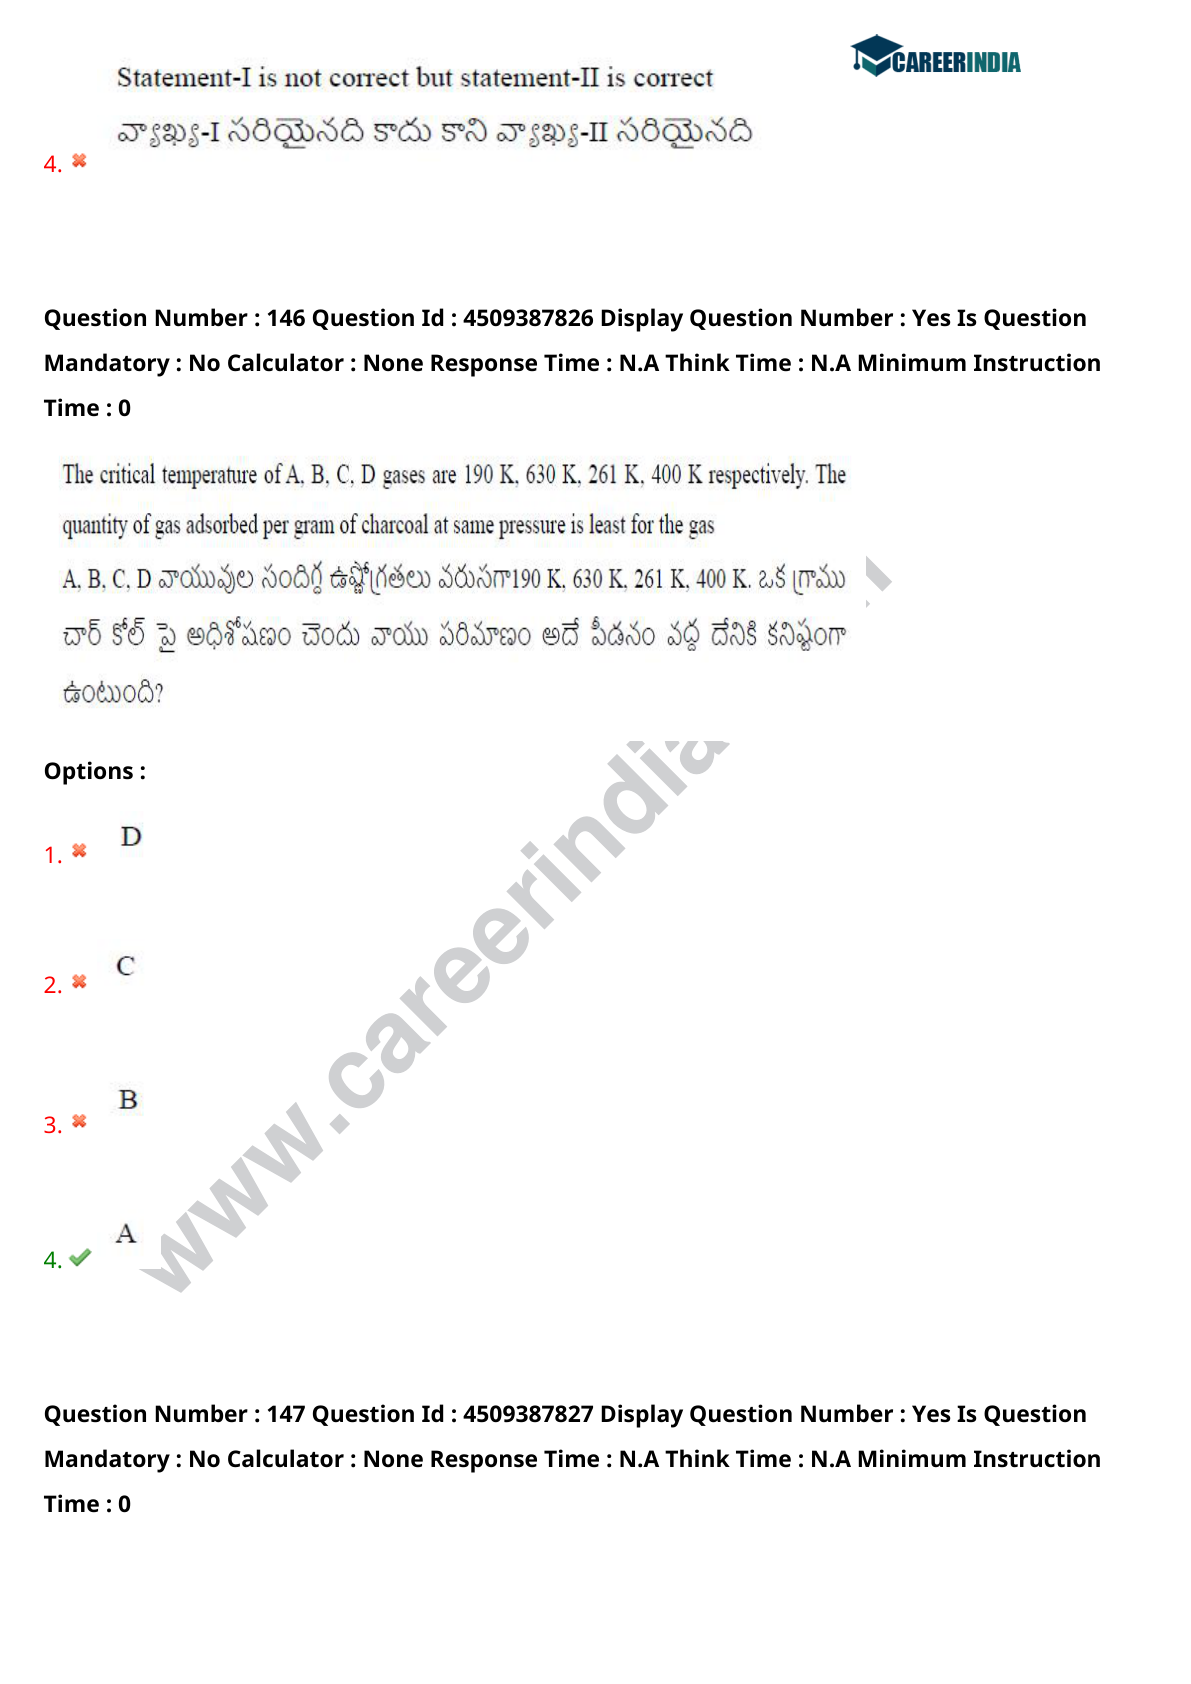 CAREERINDIA
Statement-I is not correct but statement-II is correct
వ్యాఖ్య-I సరియైనది కాదు కాని వ్యాఖ్య-II సరియైనది
4.
Question Number : 146 Question Id : 4509387826 Display Question Number : Yes Is Question
Mandatory : No Calculator : None Response Time : N.A Think Time : N.A Minimum Instruction
Time : 0
The critical temperature of A, B, C, D gases are 190 K, 630 K, 261 K, 400 K respectively. The
quantity of gas adsorbed per gram of charcoal at same pressure is least for the gas
A, B, C, D వాయువుల సందిగ్ధ ఉష్ణోగ్రతలు వరుసగా190 K, 630 K, 261 K, 400 K. ఒక గ్రాము
చార్ కోల్ పై అధిశోషణం చెందు వాయు పరిమాణం అదే పీడనం వద్ద దేనికి కనిష్టంగా
ఉంటుంది?
Options :
1. D
2. C
3. B
4. A
www.careerindia
Question Number : 147 Question Id : 4509387827 Display Question Number : Yes Is Question
Mandatory : No Calculator : None Response Time : N.A Think Time : N.A Minimum Instruction
Time : 0